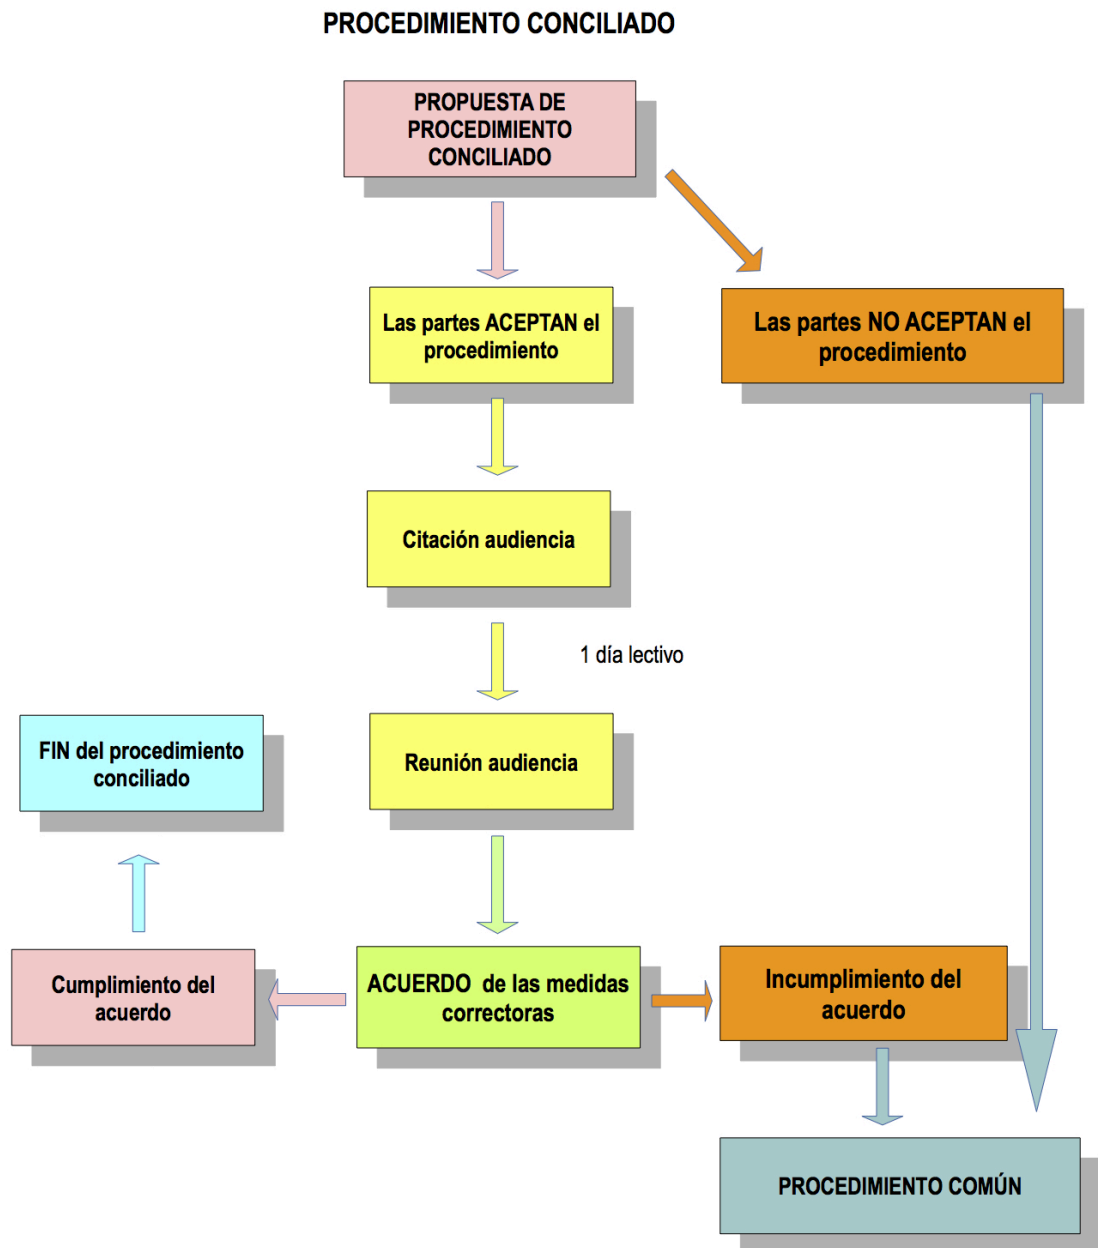 PROCEDIMIENTO CONCILIADO
PROPUESTA DE
PROCEDIMIENTO
CONCILIADO
Las partes ACEPTAN el
procedimiento
Las partes NO ACEPTAN el
procedimiento
Citación audiencia
1 día lectivo
FIN del procedimiento
conciliado
Reunión audiencia
Cumplimiento del
acuerdo
ACUERDO de las medidas
correctoras
Incumplimiento del
acuerdo
PROCEDIMIENTO COMÚN